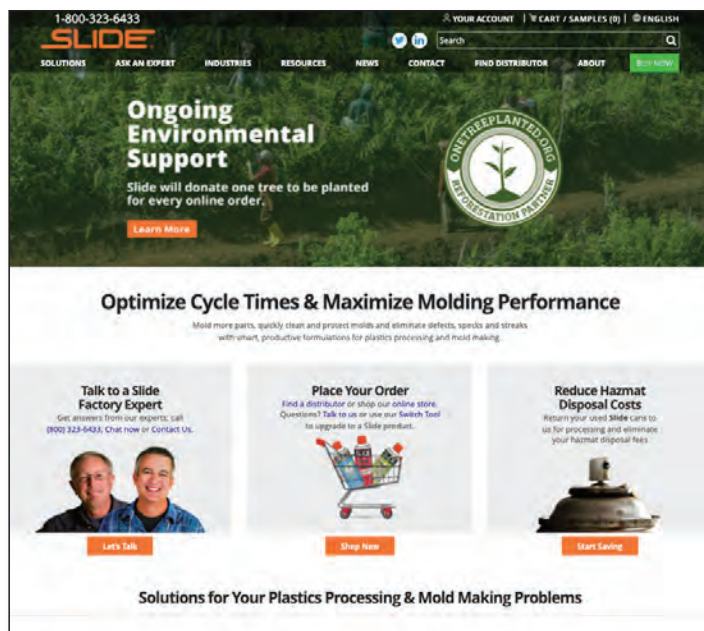 1-800-323-6433
YOUR ACCOUNT | CART / SAMPLES (0) | ENGLISH
SLIDE
Search
SOLUTIONS ASK AN EXPERT INDUSTRIES RESOURCES NEWS CONTACT FIND DISTRIBUTOR ABOUT BUY NOW
Ongoing
Environmental
Support
Slide will donate one tree to be planted
for every online order.
Learn More
ONETREEPLANTED.ORG
REFORESTATION PARTNER
Optimize Cycle Times & Maximize Molding Performance
Mold more parts, quickly clean and protect molds and eliminate defects, specks and streaks
with smart, productive formulations for plastics processing and mold making.
Talk to a Slide
Factory Expert
Get answers from our experts; call
(800) 323-6433, Chat now or Contact Us.
Let's Talk
Place Your Order
Find a distributor or shop our online store.
Questions? Talk to us or use our Switch Tool
to upgrade to a Slide product.
Shop Now
Reduce Hazmat
Disposal Costs
Return your used Slide cans to
us for processing and eliminate
your hazmat disposal fees
Start Saving
Solutions for Your Plastics Processing & Mold Making Problems